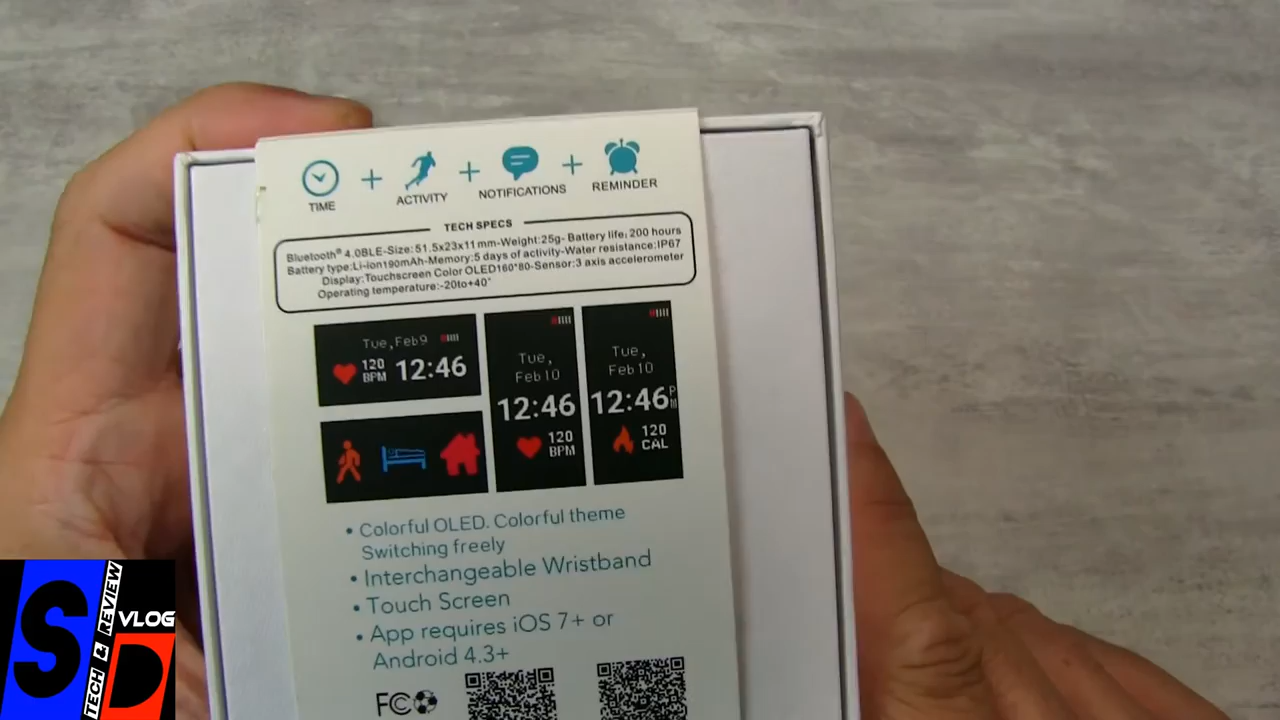 TIME + ACTIVITY + NOTIFICATIONS + REMINDER
TECH SPECS
Bluetooth® 4.0BLE-Size: 51.5x23x11mm-Weight:25g- Battery life: 200 hours
Battery type:Li-ion190mAh-Memory:5 days of activity-Water resistance:IP67
Display:Touchscreen Color OLED160*80-Sensor:3 axis accelerometer
Operating temperature:-20to+40°
Tue,Feb9
120 BPM 12:46
Tue,
Feb10
12:46
120
BPM
Tue,
Feb10
12:46PM
120
CAL
• Colorful OLED. Colorful theme
Switching freely
• Interchangeable Wristband
• Touch Screen
• App requires iOS 7+ or
Android 4.3+
FC
SD
TECH & REVIEW
VLOG